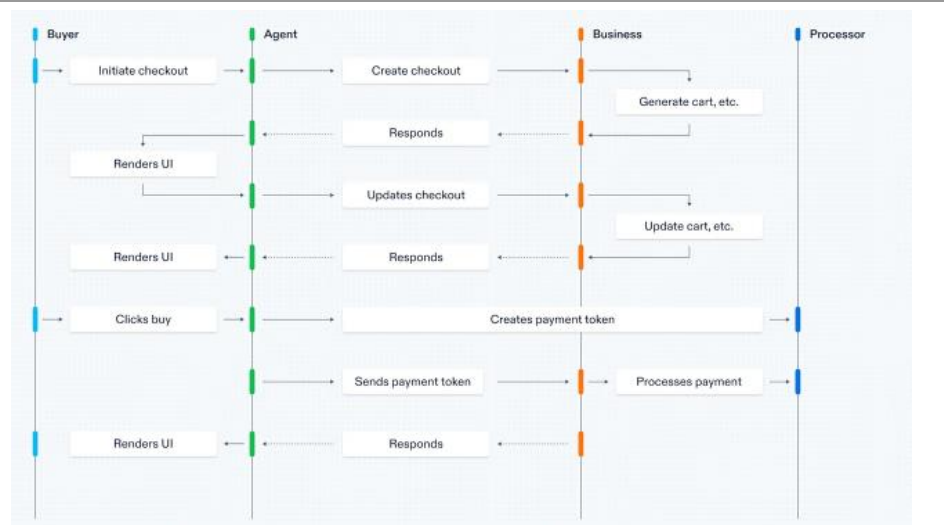 Buyer
Agent
Business
Processor
Initiate checkout
Create checkout
Generate cart, etc.
Responds
Renders UI
Updates checkout
Update cart, etc.
Renders UI
Responds
Clicks buy
Creates payment token
Sends payment token
Processes payment
Renders UI
Responds